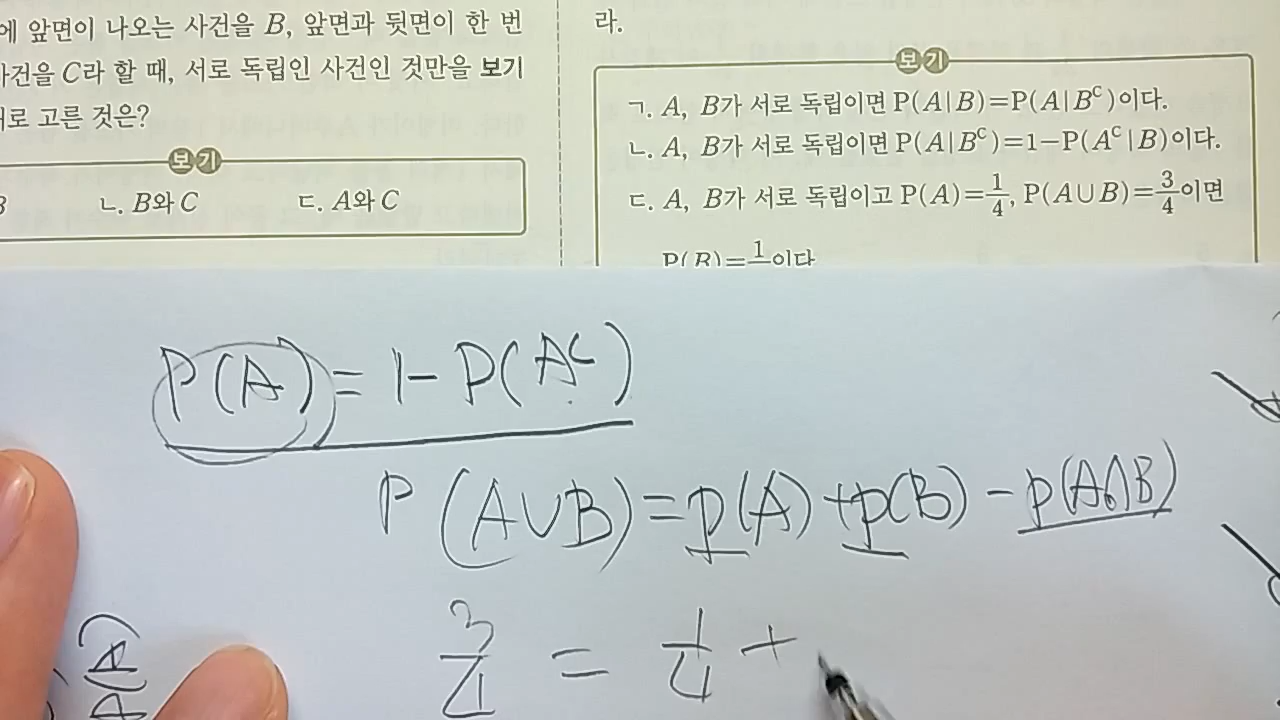 에 앞면이 나오는 사건을 B, 앞면과 뒷면이 한 번
사건을 C라 할 때, 서로 독립인 사건인 것만을 보기
로 고른 것은?
보기
ㄴ. B와 C ㄷ. A와 C
라.
보기
ㄱ. A, B가 서로 독립이면 P(A|B)=P(A|B^C)이다.
ㄴ. A, B가 서로 독립이면 P(A|B^C)=1-P(A^C|B)이다.
ㄷ. A, B가 서로 독립이고 P(A)=1/4, P(A∪B)=3/4이면
P(B)=1 이다
P(A) = 1 - P(A^C)
P(A∪B) = p(A) + p(B) - p(A∩B)
3/4 = 1/4 +